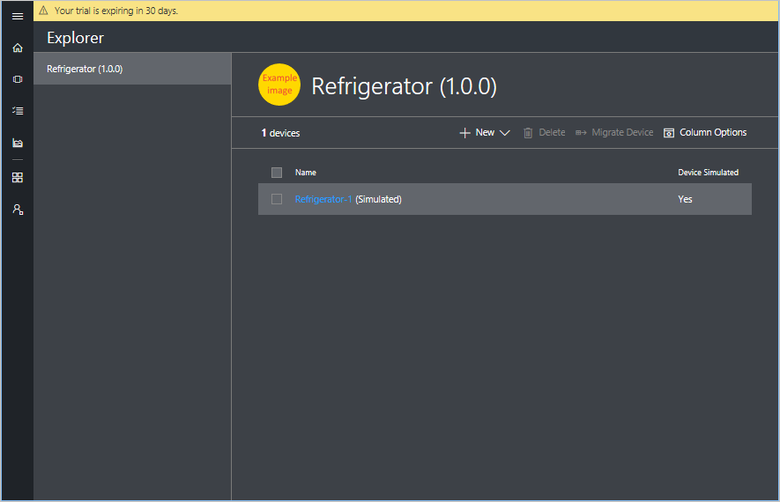 Your trial is expiring in 30 days.
Explorer
Refrigerator (1.0.0)
Example
image
Refrigerator (1.0.0)
1 devices
New
Delete
Migrate Device
Column Options
Name
Device Simulated
Refrigerator-1 (Simulated)
Yes